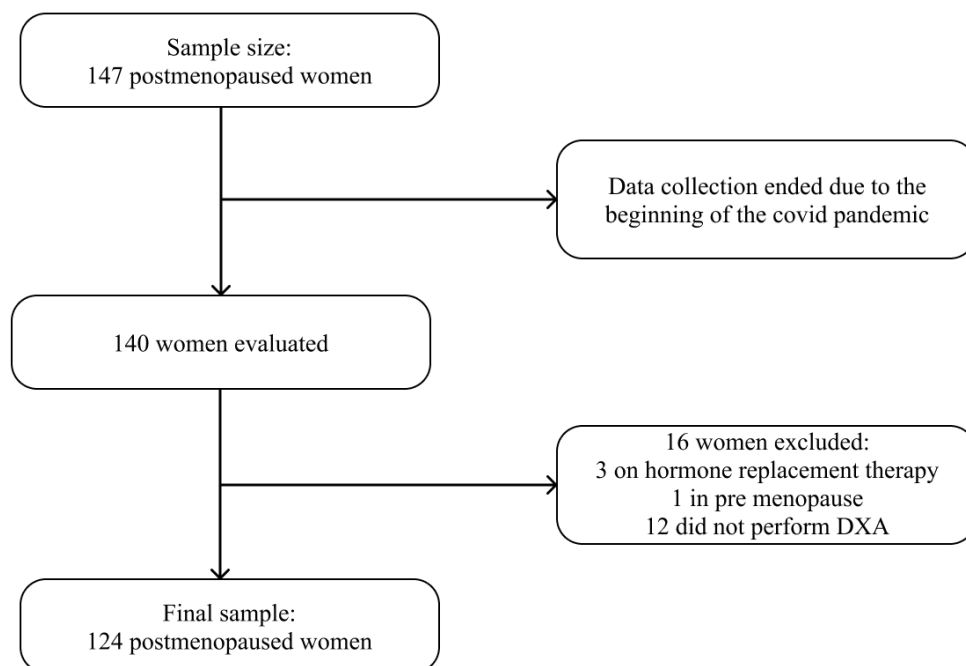 Sample size:
147 postmenopaused women
Data collection ended due to the
beginning of the covid pandemic
140 women evaluated
16 women excluded:
3 on hormone replacement therapy
1 in pre menopause
12 did not perform DXA
Final sample:
124 postmenopaused women